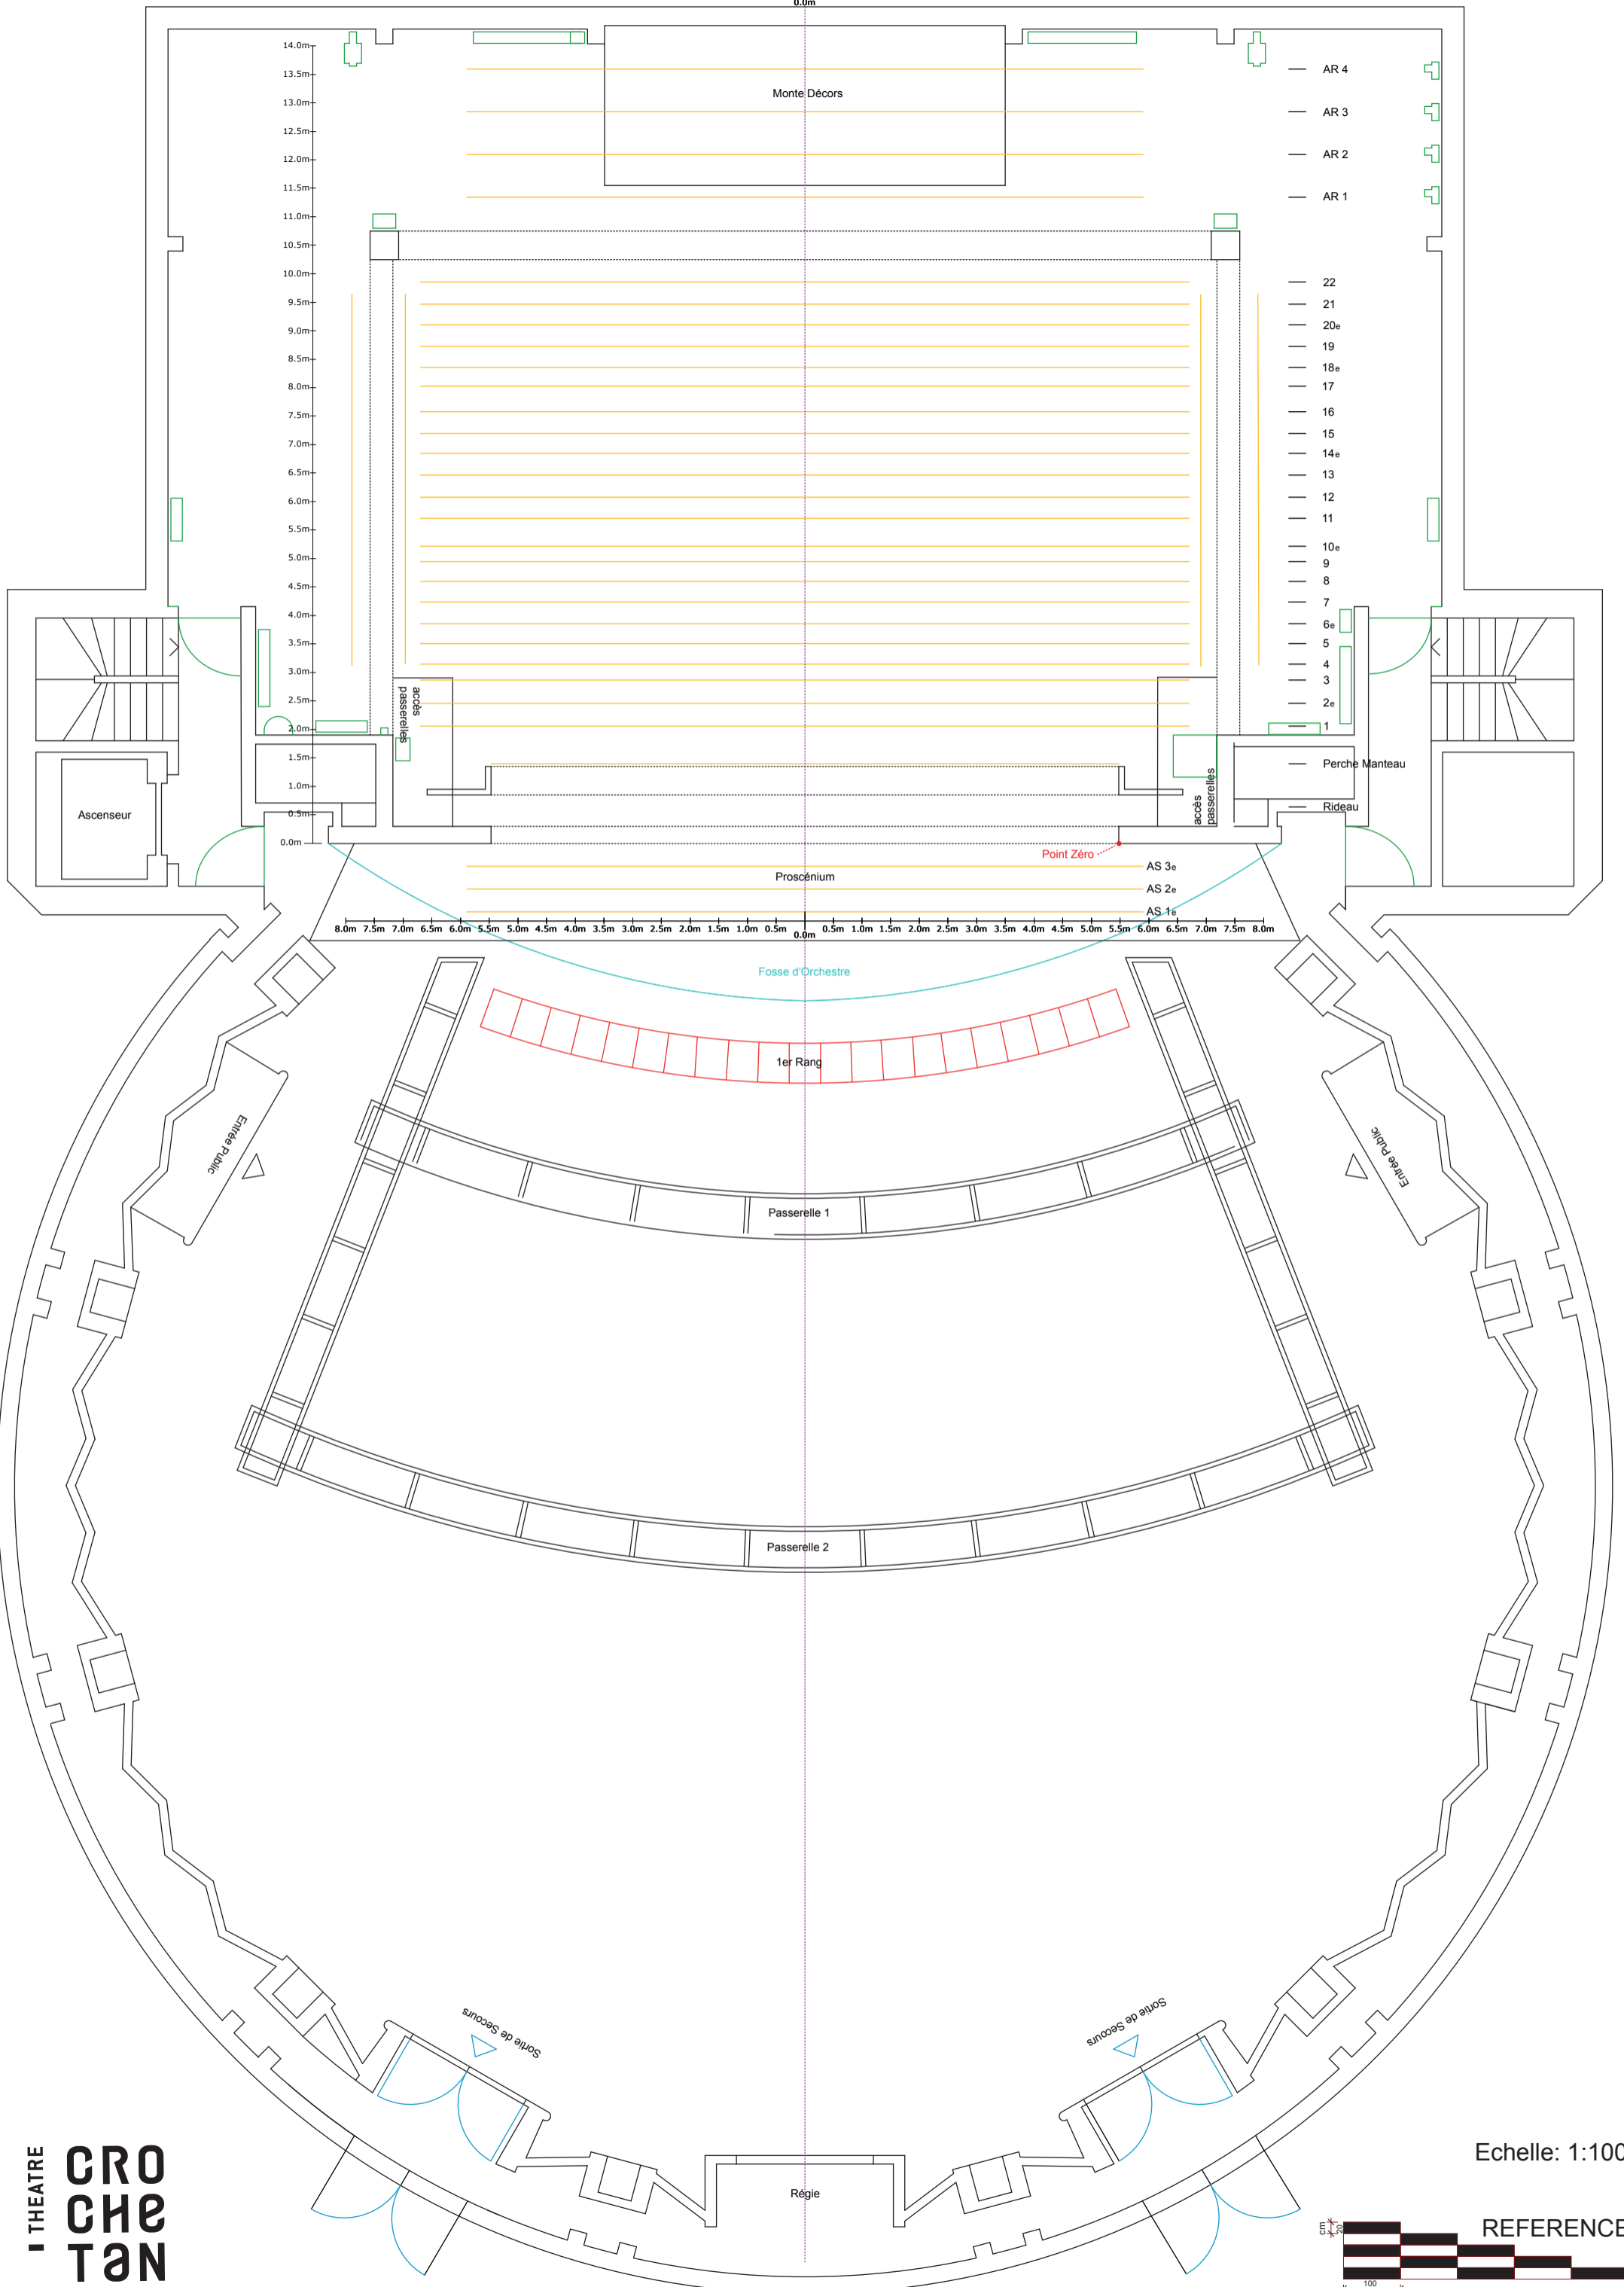 0.0m
14.0m
13.5m
13.0m
12.5m
12.0m
11.5m
11.0m
10.5m
10.0m
9.5m
9.0m
8.5m
8.0m
7.5m
7.0m
6.5m
6.0m
5.5m
5.0m
4.5m
4.0m
3.5m
3.0m
2.5m
2.0m
1.5m
1.0m
0.5m
0.0m
Monte Décors
AR 4
AR 3
AR 2
AR 1
22
21
20e
19
18e
17
16
15
14e
13
12
11
10e
9
8
7
6e
5
4
3
2e
1
Perche Manteau
Rideau
accès
passerelles
accès
passerelles
Ascenseur
Point Zéro
AS 3e
Proscénium
AS 2e
AS 1e
8.0m 7.5m 7.0m 6.5m 6.0m 5.5m 5.0m 4.5m 4.0m 3.5m 3.0m 2.5m 2.0m 1.5m 1.0m 0.5m 0.0m 0.5m 1.0m 1.5m 2.0m 2.5m 3.0m 3.5m 4.0m 4.5m 5.0m 5.5m 6.0m 6.5m 7.0m 7.5m 8.0m
Fosse d'Orchestre
1er Rang
Entrée Public
Entrée Public
Passerelle 1
Passerelle 2
Sortie de Secours
Sortie de Secours
Régie
THEATRE
CRO
CHe
TaN
Echelle: 1:100
REFERENCE
cm
20
100